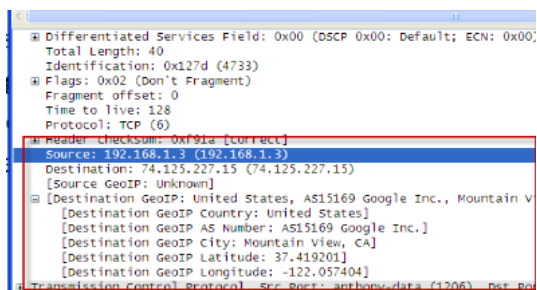 Differentiated Services Field: 0x00 (DSCP 0x00: Default; ECN: 0x00)
Total Length: 40
Identification: 0x127d (4733)
Flags: 0x02 (Don't Fragment)
Fragment offset: 0
Time to live: 128
Protocol: TCP (6)
Header checksum: 0xf91a [correct]
Source: 192.168.1.3 (192.168.1.3)
Destination: 74.125.227.15 (74.125.227.15)
[Source GeoIP: Unknown]
[Destination GeoIP: United States, AS15169 Google Inc., Mountain V
[Destination GeoIP Country: United States]
[Destination GeoIP AS Number: AS15169 Google Inc.]
[Destination GeoIP City: Mountain View, CA]
[Destination GeoIP Latitude: 37.419201]
[Destination GeoIP Longitude: -122.057404]
Transmission Control Protocol, Src Port: anthony-data (1206), Dst Por